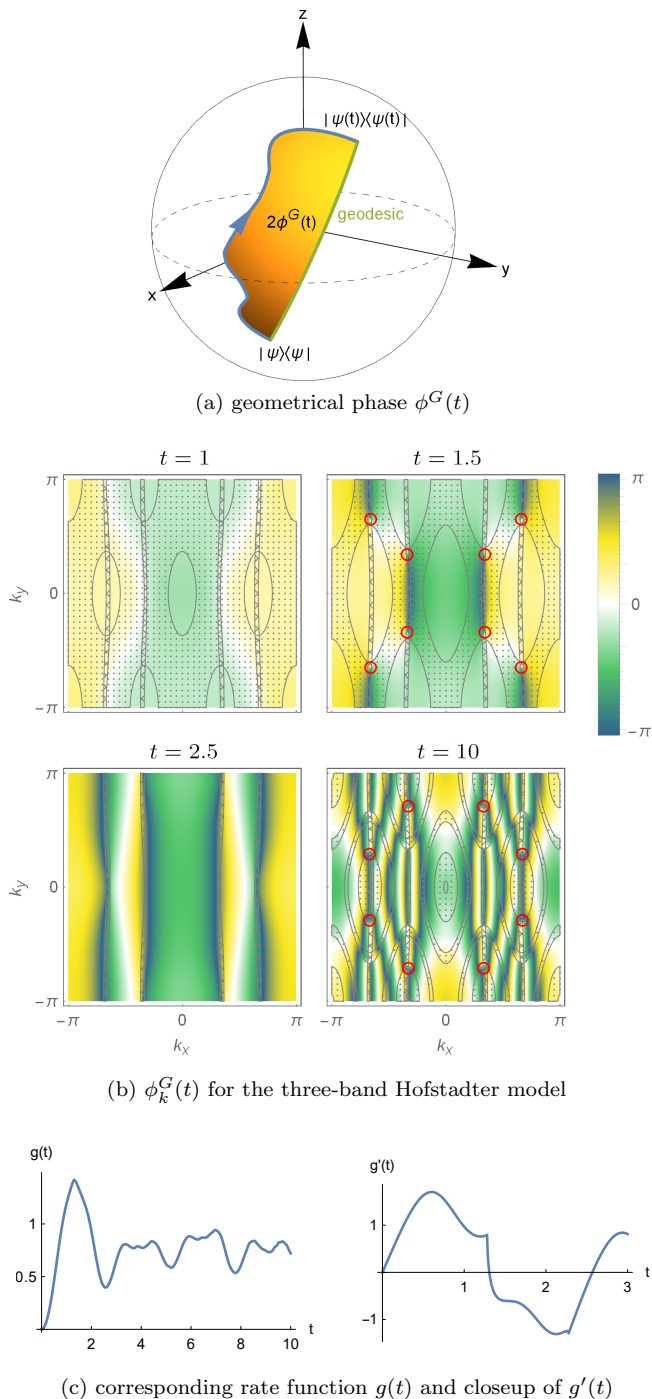 z
|ψ(t)⟩⟨ψ(t)|
2ϕ^G(t)
geodesic
x
y
|ψ⟩⟨ψ|
(a) geometrical phase ϕ^G(t)
t = 1
t = 1.5
π
k_y
0
−π
π
0
−π
t = 2.5
t = 10
π
k_y
0
−π
−π 0 π
−π 0 π
k_x
k_x
(b) ϕ_k^G(t) for the three-band Hofstadter model
g(t)
1
0.5
2 4 6 8 10
t
g'(t)
1
−1
1 2 3
t
(c) corresponding rate function g(t) and closeup of g′(t)